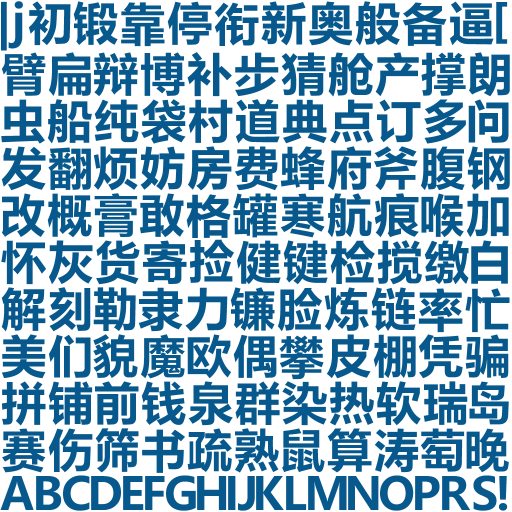 |j初锻靠停衔新奥般备逼[
臂扁辩博补步猜舱产撑朗
虫船纯袋村道典点订多问
发翻烦妨房费蜂府斧腹钢
改概膏敢格罐寒航痕喉加
怀灰货寄捡健键检搅缴白
解刻勒隶力镰脸炼链率忙
美们貌魔欧偶攀皮棚凭骗
拼铺前钱泉群染热软瑞岛
赛伤筛书疏熟鼠算涛萄晚
ABCDEFGHIJKLMNOPRS!